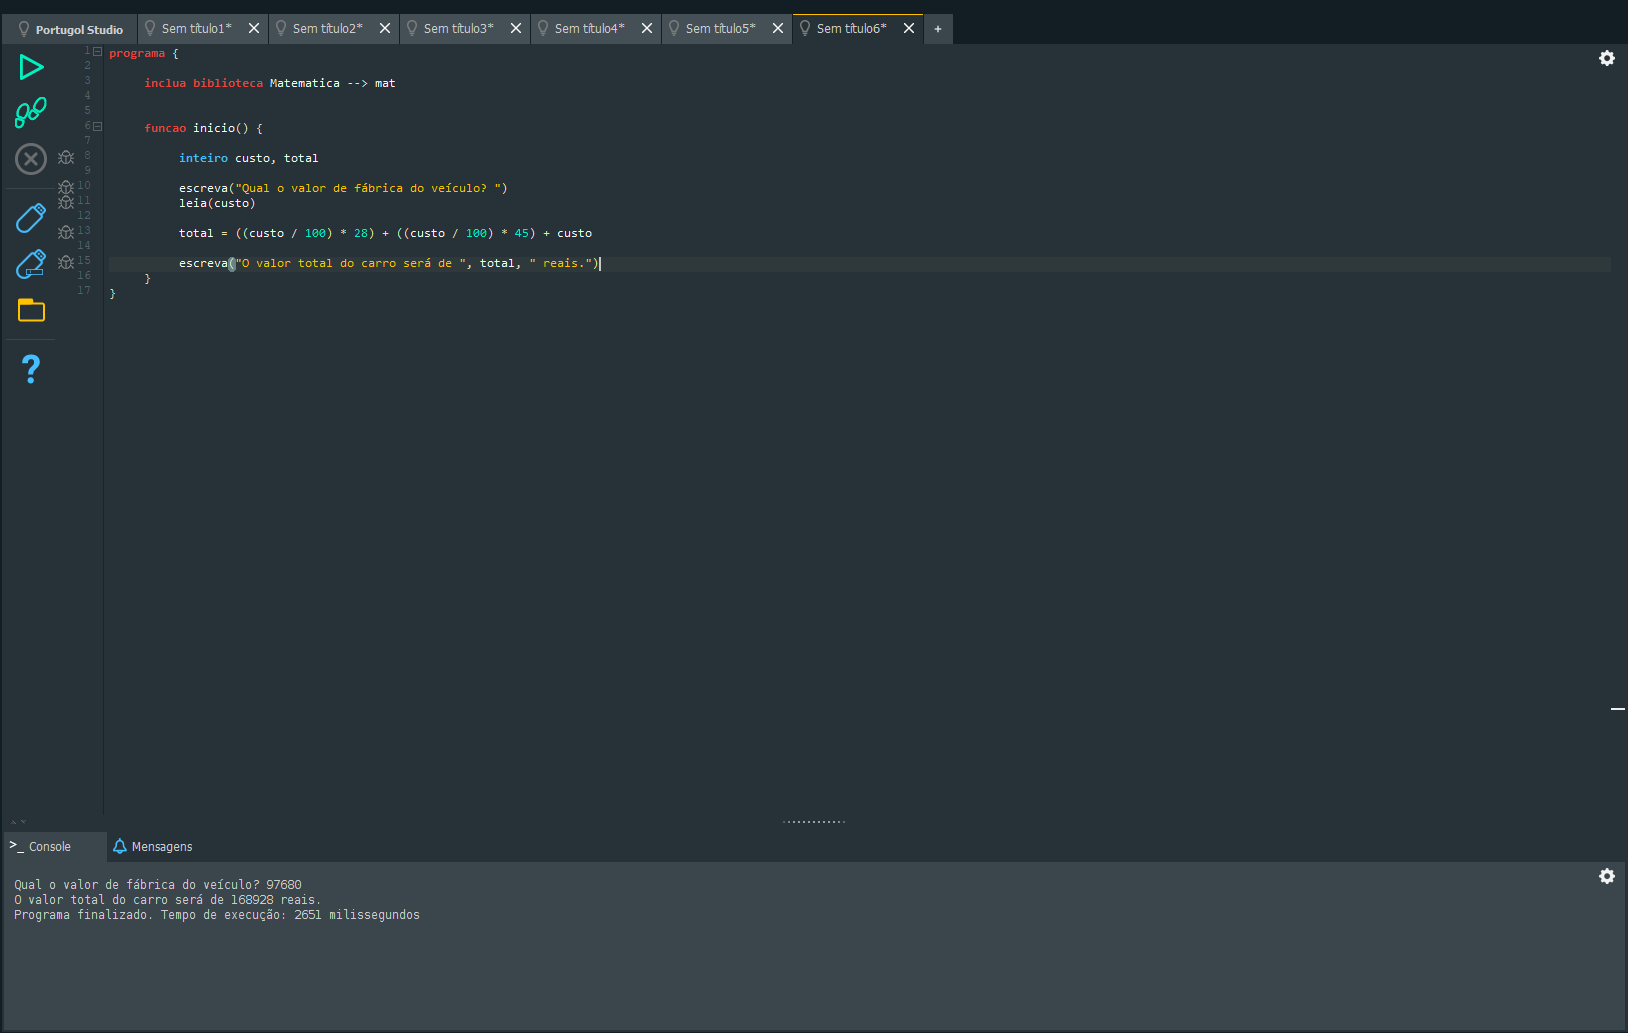 Portugol Studio Sem título1* Sem título2* Sem título3* Sem título4* Sem título5* Sem título6* +
1 programa {
2
3 inclua biblioteca Matematica --> mat
4
5
6 funcao inicio() {
7
8 inteiro custo, total
9
10 escreva("Qual o valor de fábrica do veículo? ")
11 leia(custo)
12
13 total = ((custo / 100) * 28) + ((custo / 100) * 45) + custo
14
15 escreva("O valor total do carro será de ", total, " reais.")
16 }
17 }
>_ Console Mensagens
Qual o valor de fábrica do veículo? 97680
O valor total do carro será de 168928 reais.
Programa finalizado. Tempo de execução: 2651 milissegundos